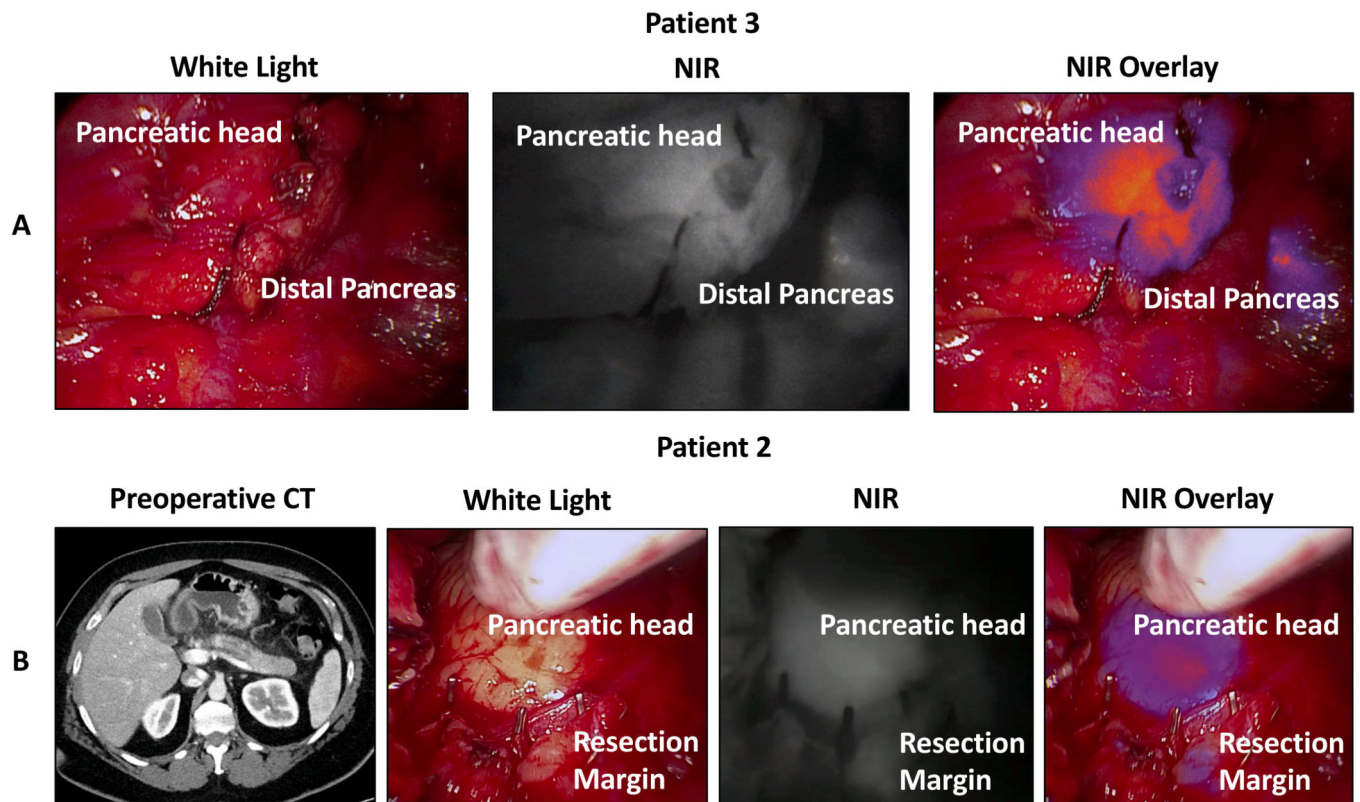 Patient 3
White Light
NIR
NIR Overlay
A
Pancreatic head
Distal Pancreas
Pancreatic head
Distal Pancreas
Pancreatic head
Distal Pancreas
Patient 2
Preoperative CT
White Light
NIR
NIR Overlay
B
Pancreatic head
Resection
Margin
Pancreatic head
Resection
Margin
Pancreatic head
Resection
Margin